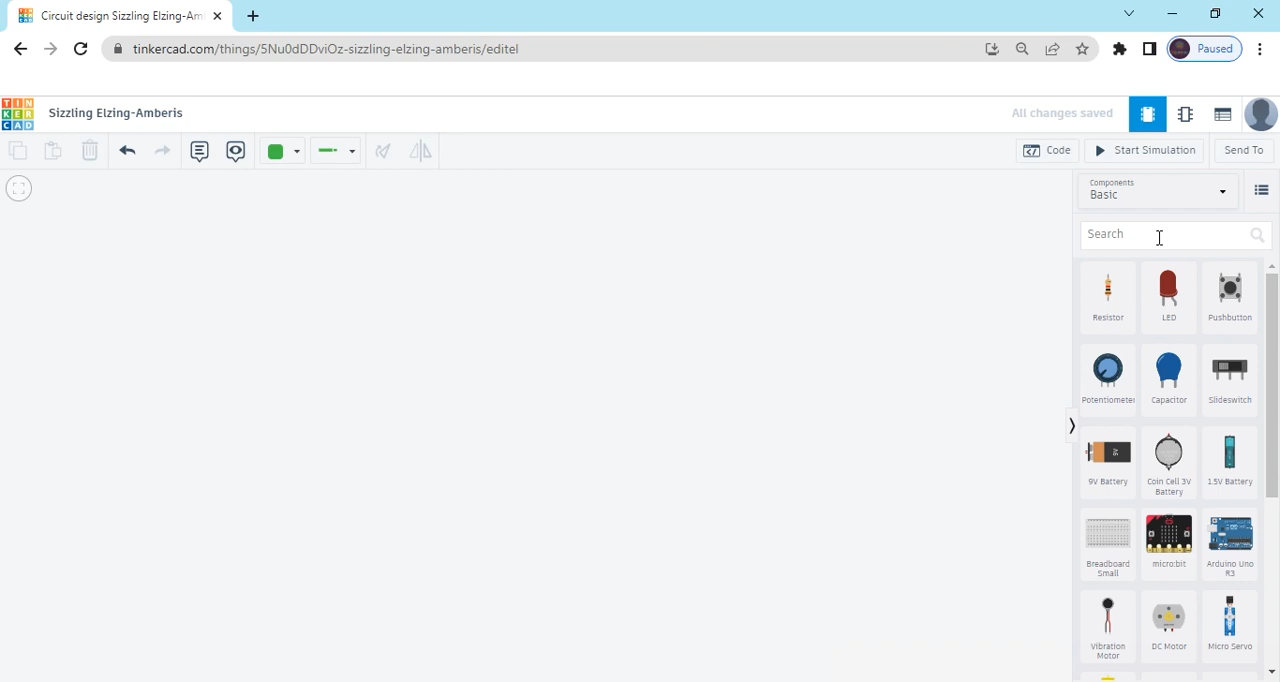 Circuit design Sizzling Elzing-Am
tinkercad.com/things/5Nu0dDDviOz-sizzling-elzing-amberis/editel
Paused
TIN
KER
CAD
Sizzling Elzing-Amberis
All changes saved
Code
Start Simulation
Send To
Components
Basic
Search
Resistor
LED
Pushbutton
Potentiometer
Capacitor
Slideswitch
9V
9V Battery
Coin Cell 3V
Battery
1.5V Battery
Breadboard
Small
micro:bit
Arduino Uno
R3
Vibration
Motor
DC Motor
Micro Servo